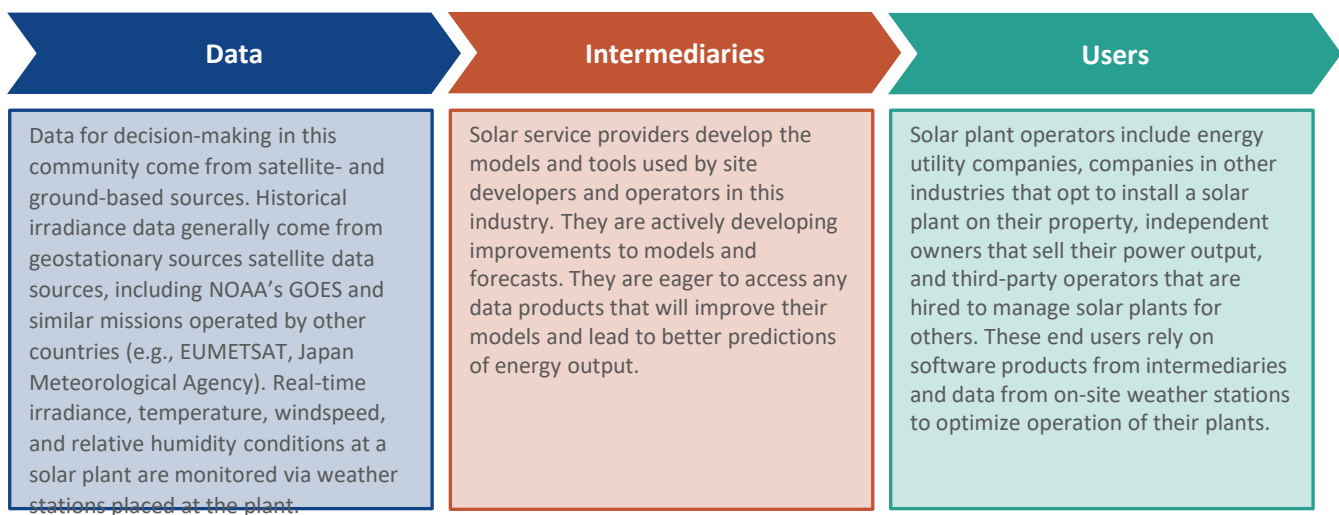 Data
Intermediaries
Users
Data for decision-making in this
community come from satellite- and
ground-based sources. Historical
irradiance data generally come from
geostationary sources satellite data
sources, including NOAA's GOES and
similar missions operated by other
countries (e.g., EUMETSAT, Japan
Meteorological Agency). Real-time
irradiance, temperature, windspeed,
and relative humidity conditions at a
solar plant are monitored via weather
stations placed at the plant.
Solar service providers develop the
models and tools used by site
developers and operators in this
industry. They are actively developing
improvements to models and
forecasts. They are eager to access any
data products that will improve their
models and lead to better predictions
of energy output.
Solar plant operators include energy
utility companies, companies in other
industries that opt to install a solar
plant on their property, independent
owners that sell their power output,
and third-party operators that are
hired to manage solar plants for
others. These end users rely on
software products from intermediaries
and data from on-site weather stations
to optimize operation of their plants.